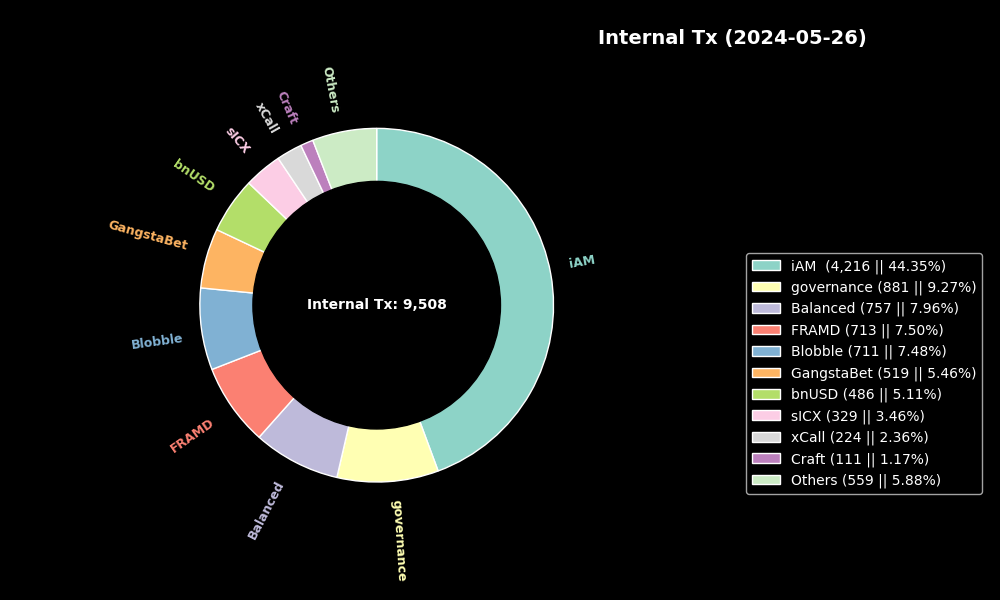 Internal Tx (2024-05-26)
Others
Craft
xCall
sICX
bnUSD
GangstaBet
Blobble
FRAMD
Balanced
governance
iAM
Internal Tx: 9,508
iAM  (4,216 || 44.35%)
governance (881 || 9.27%)
Balanced (757 || 7.96%)
FRAMD (713 || 7.50%)
Blobble (711 || 7.48%)
GangstaBet (519 || 5.46%)
bnUSD (486 || 5.11%)
sICX (329 || 3.46%)
xCall (224 || 2.36%)
Craft (111 || 1.17%)
Others (559 || 5.88%)